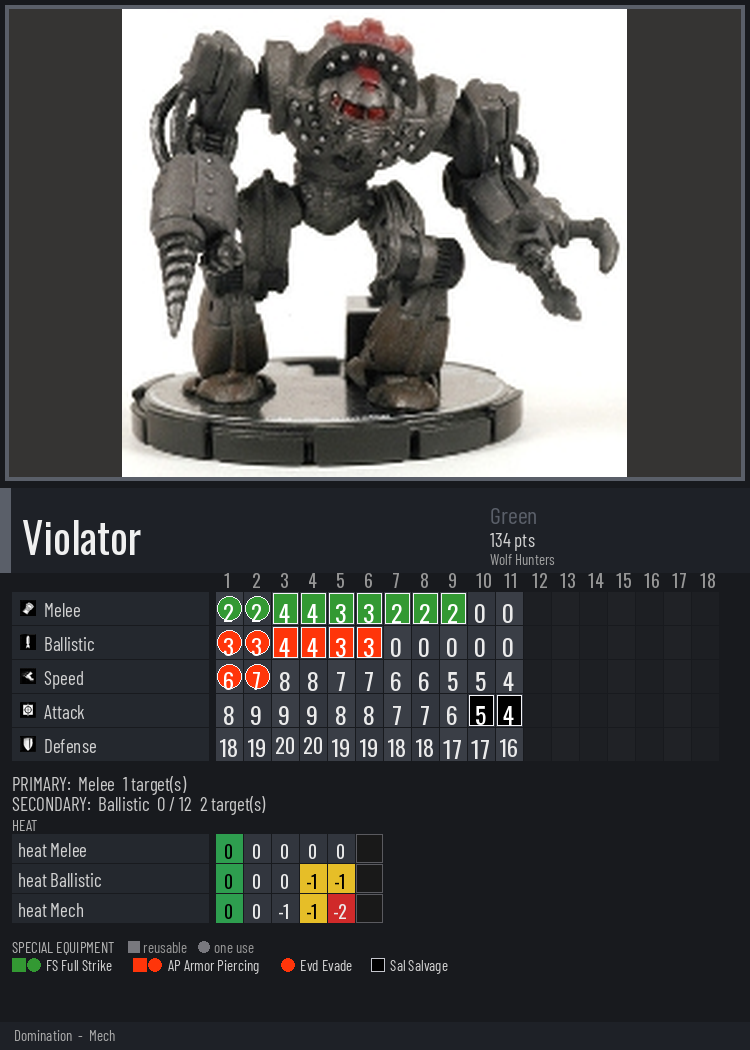 Violator
Green
134 pts
Wolf Hunters
1 2 3 4 5 6 7 8 9 10 11 12 13 14 15 16 17 18
Melee 2 2 4 4 3 3 2 2 2 0 0
Ballistic 3 3 4 4 3 3 0 0 0 0 0
Speed 6 7 8 8 7 7 6 6 5 5 4
Attack 8 9 9 9 8 8 7 7 6 5 4
Defense 18 19 20 20 19 19 18 18 17 17 16
PRIMARY: Melee 1 target(s)
SECONDARY: Ballistic 0 / 12 2 target(s)
HEAT
heat Melee 0 0 0 0 0
heat Ballistic 0 0 0 -1 -1
heat Mech 0 0 -1 -1 -2
SPECIAL EQUIPMENT reusable one use
FS Full Strike AP Armor Piercing Evd Evade Sal Salvage
Domination - Mech